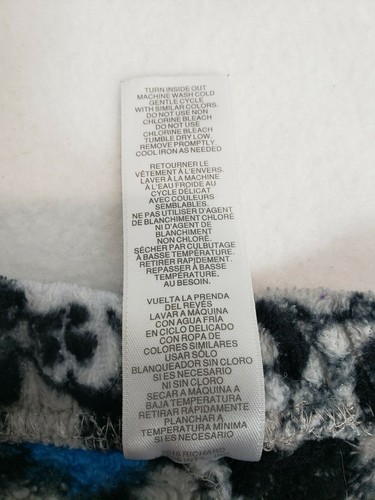 TURN INSIDE OUT
MACHINE WASH COLD
GENTLE CYCLE
WITH SIMILAR COLORS.
DO NOT USE NON
CHLORINE BLEACH
DO NOT USE
CHLORINE BLEACH
TUMBLE DRY LOW.
REMOVE PROMPTLY
COOL IRON AS NEEDED
RETOURNER LE
VÊTEMENT À L'ENVERS.
LAVER À LA MACHINE
À L'EAU FROIDE AU
CYCLE DÉLICAT
AVEC COULEURS
SEMBLABLES.
NE PAS UTILISER D'AGENT
DE BLANCHIMENT CHLORÉ
NI D'AGENT DE
BLANCHIMENT
NON CHLORÉ.
SÉCHER PAR CULBUTAGE
À BASSE TEMPÉRATURE.
RETIRER RAPIDEMENT.
REPASSER À BASSE
TEMPÉRATURE,
AU BESOIN.
VUELTA LA PRENDA
DEL REVÉS
LAVAR A MÁQUINA
CON AGUA FRÍA
EN CICLO DELICADO
CON ROPA DE
COLORES SIMILARES
USAR SÓLO
BLANQUEADOR SIN CLORO
SI ES NECESARIO
NI SIN CLORO
SECAR A MÁQUINA A
BAJA TEMPERATURA
RETIRAR RÁPIDAMENTE
PLANCHAR A
TEMPERATURA MÍNIMA
SI ES NECESARIO